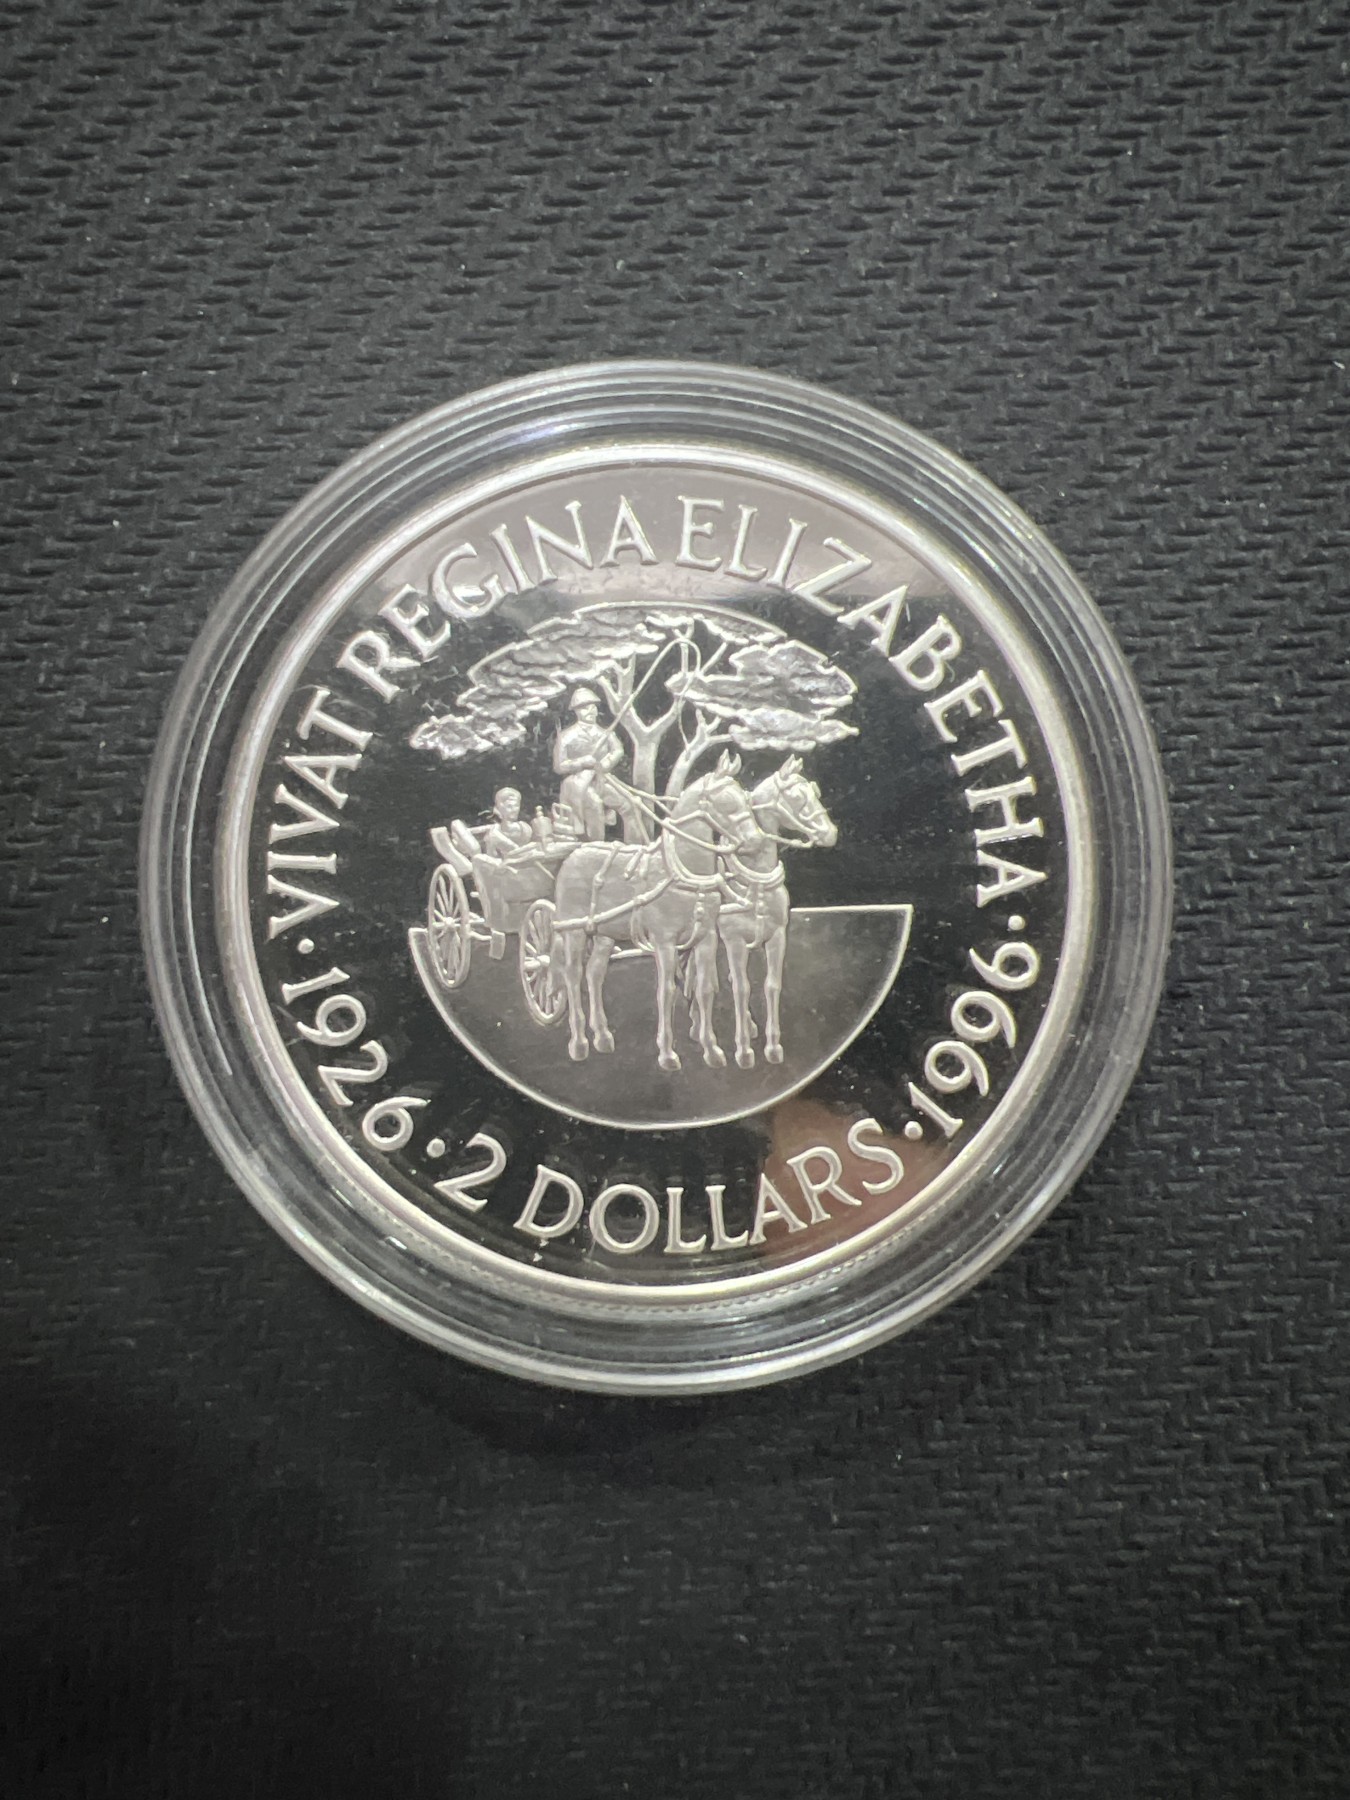 · VIVAT REGINA ELIZABETHA ·
1926 · 2 DOLLARS · 1996